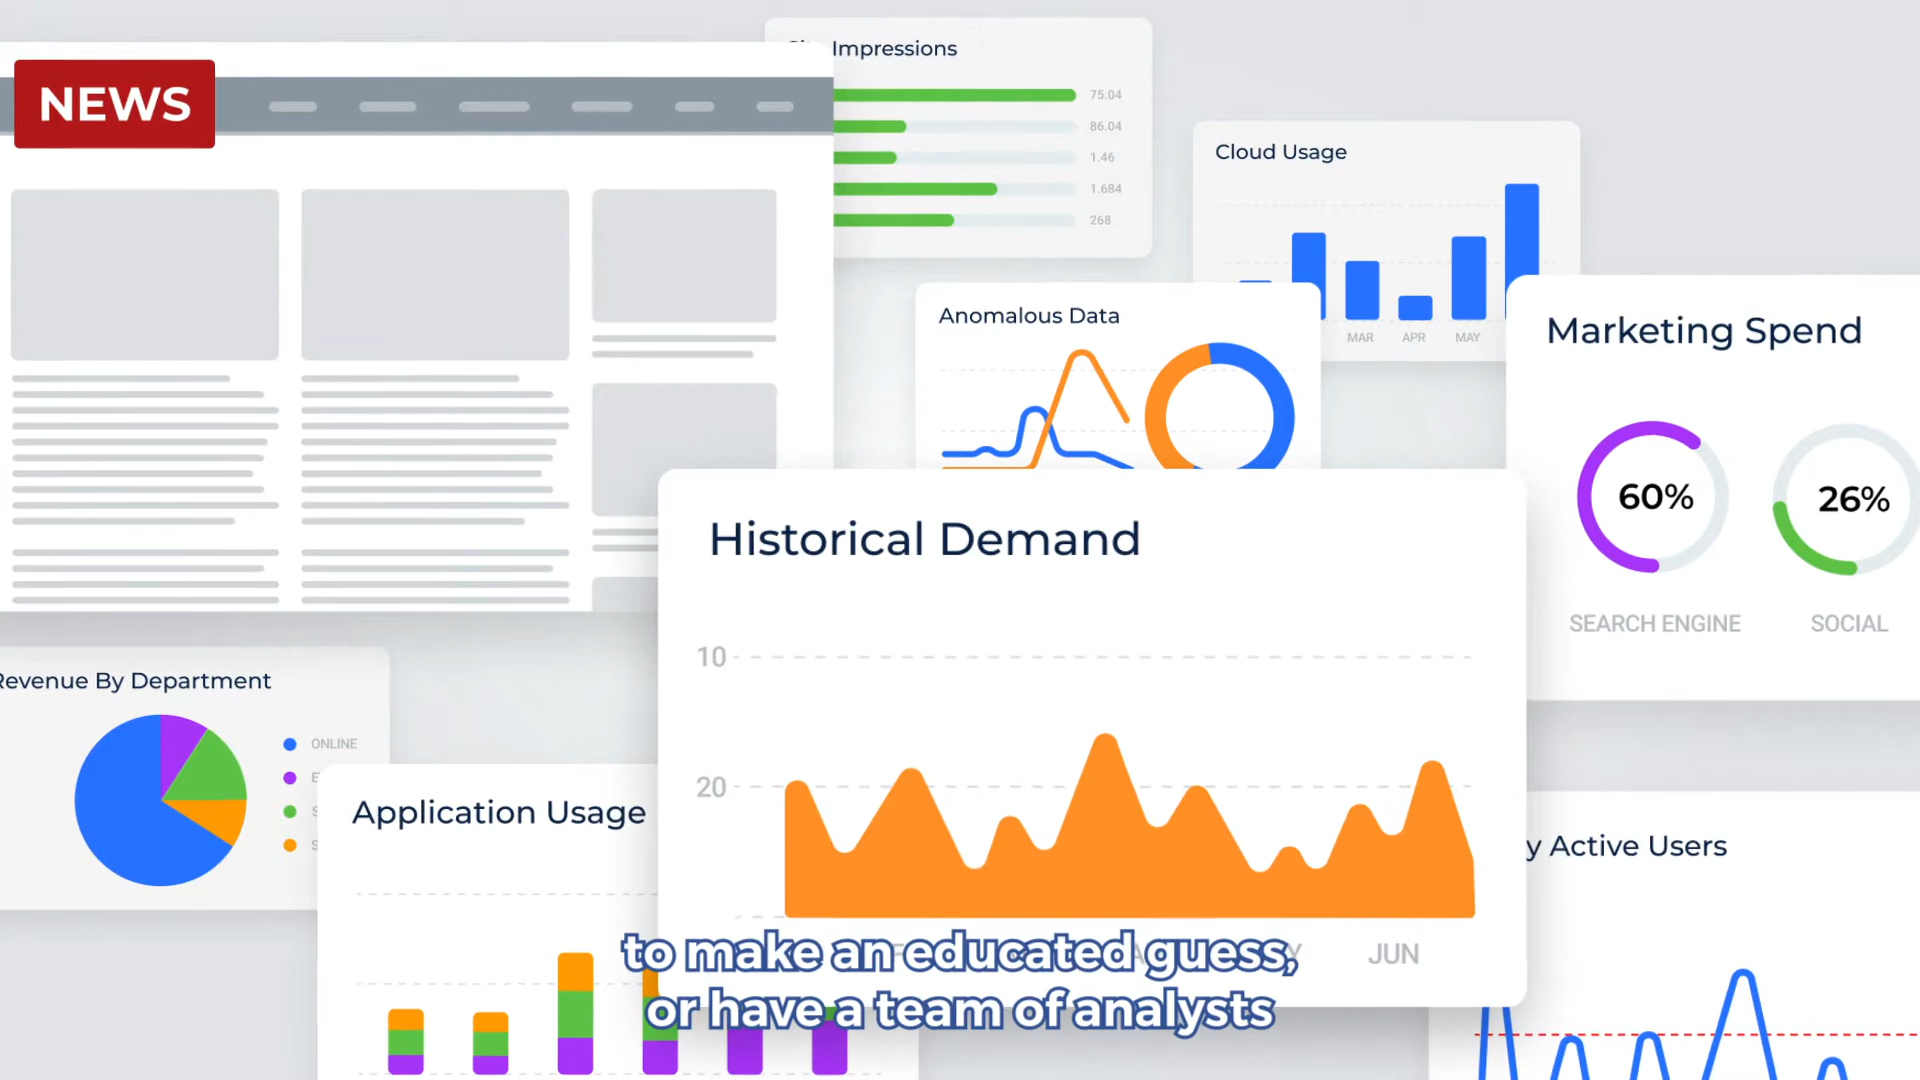 NEWS
Impressions
75.04
86.04
1.46
1.684
268
Cloud Usage
MAR APR MAY
Anomalous Data
Marketing Spend
60%
26%
SEARCH ENGINE
SOCIAL
Historical Demand
10
20
JUN
Revenue By Department
ONLINE
Application Usage
Active Users
to make an educated guess,
or have a team of analysts